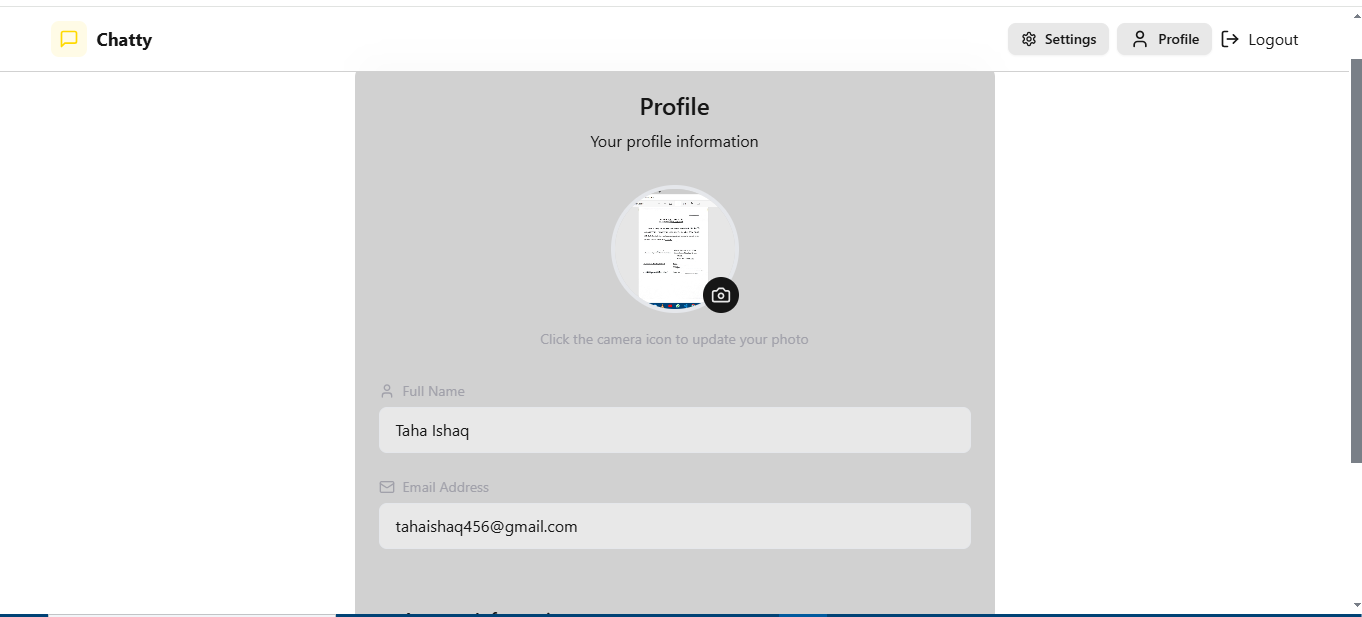 Chatty
Settings
Profile
Logout
Profile
Your profile information
Click the camera icon to update your photo
Full Name
Taha Ishaq
Email Address
tahaishaq456@gmail.com